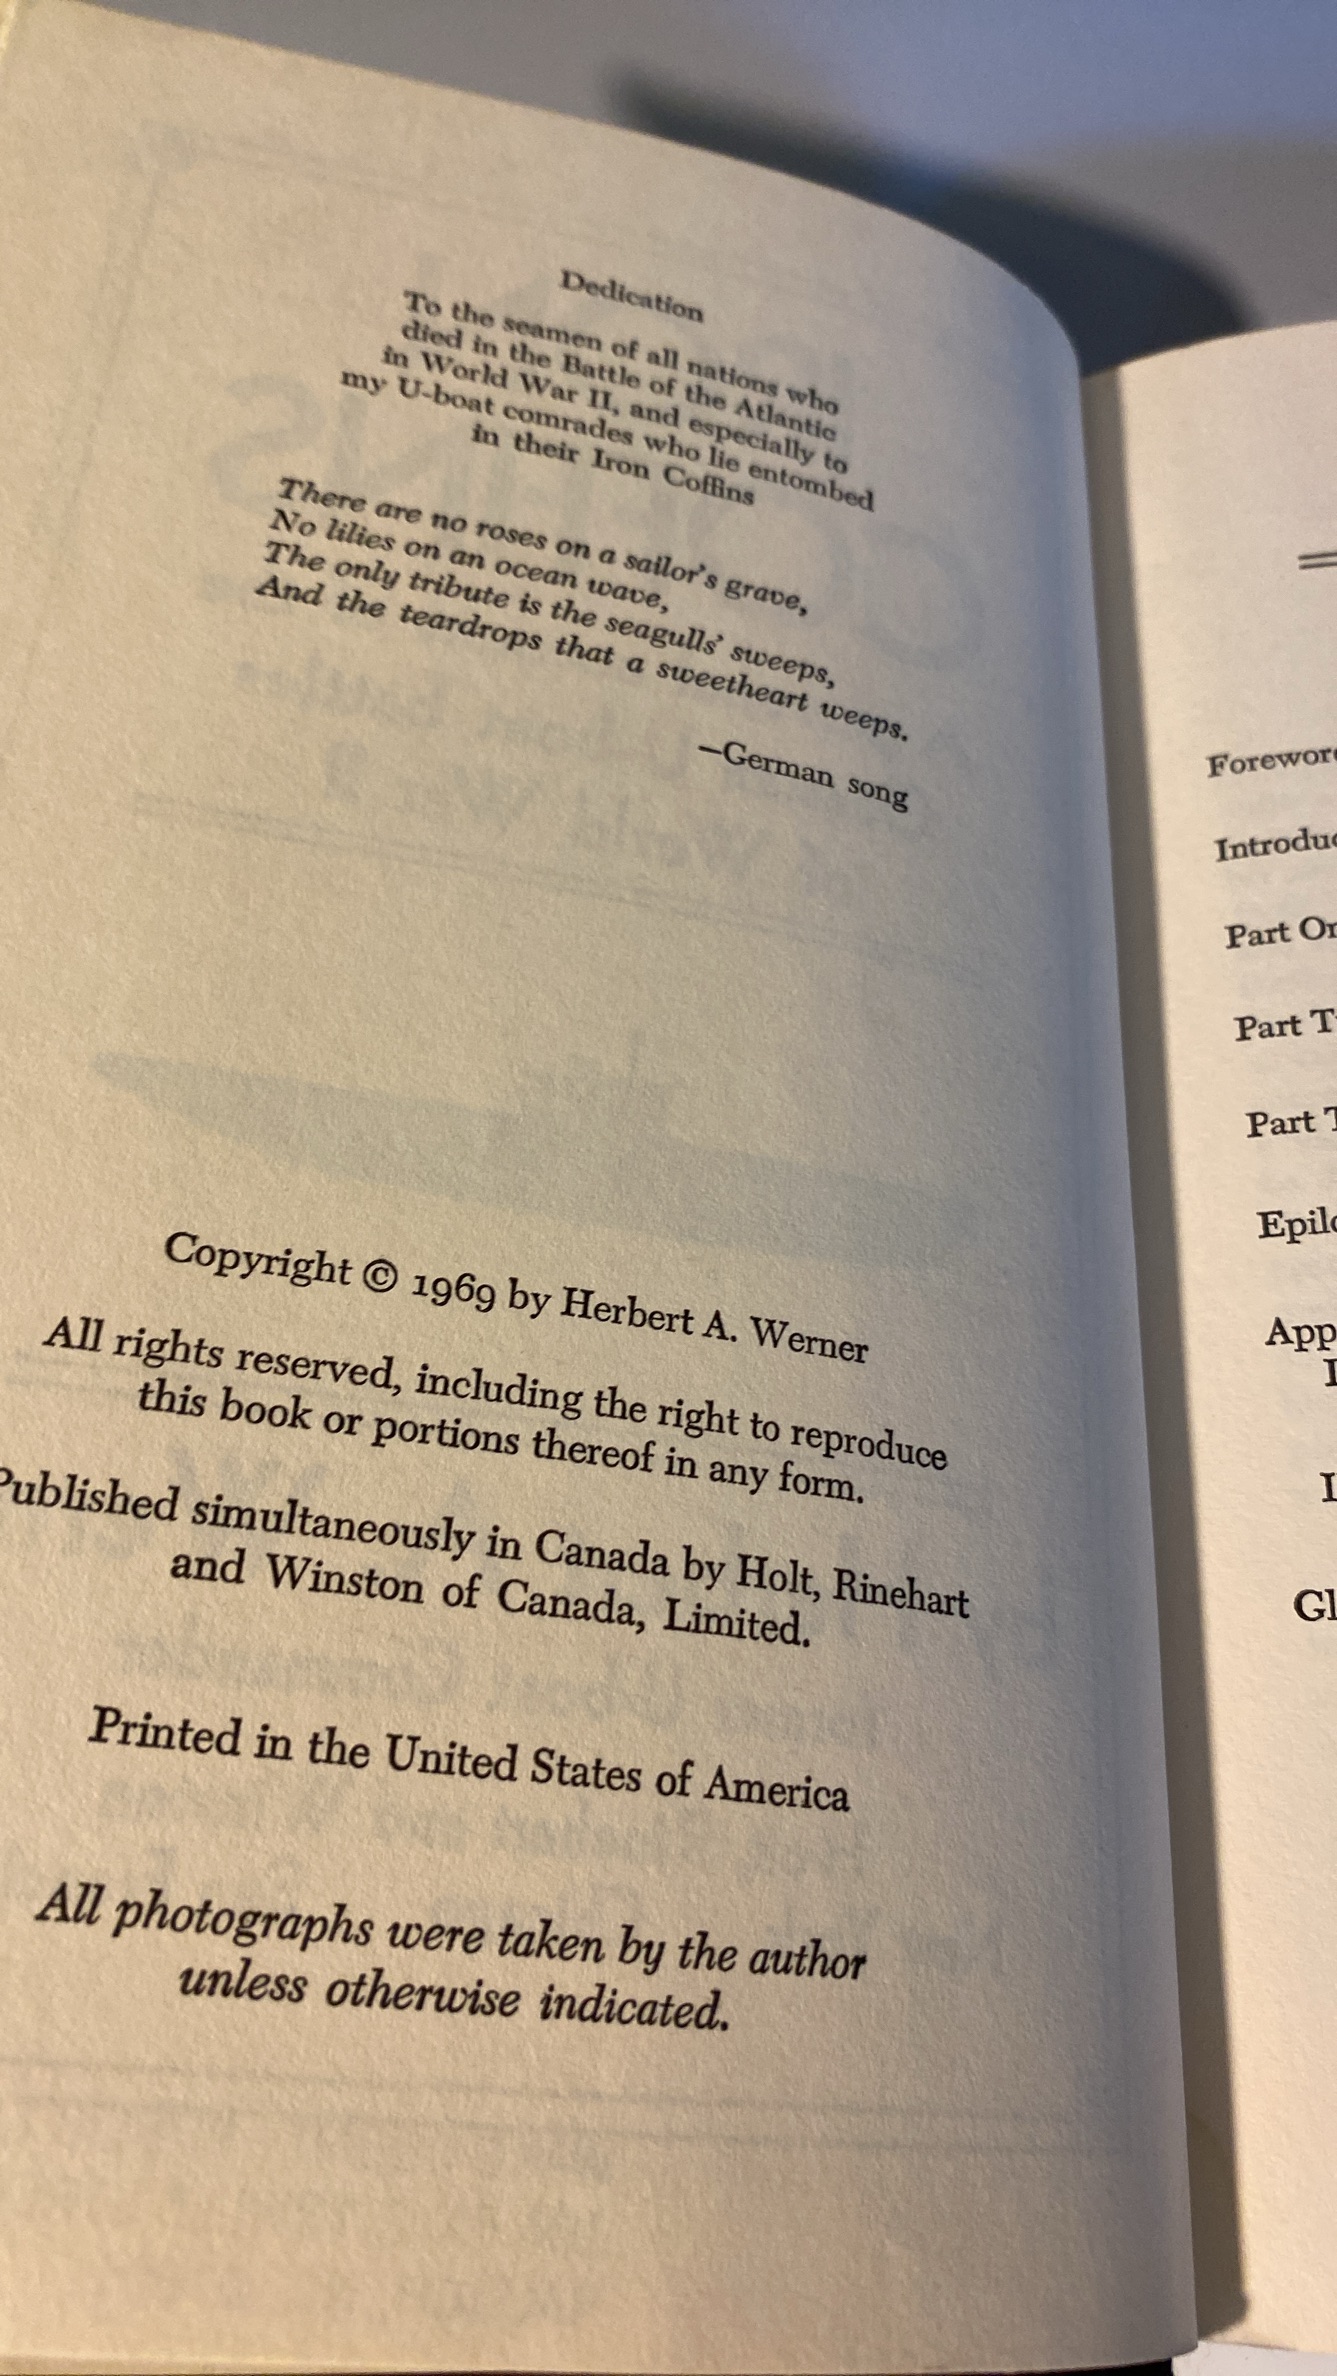 Dedication
To the seamen of all nations who
died in the Battle of the Atlantic
in World War II, and especially to
my U-boat comrades who lie entombed
in their Iron Coffins
There are no roses on a sailor's grave,
No lilies on an ocean wave,
The only tribute is the seagulls' sweeps,
And the teardrops that a sweetheart weeps.
—German song
Copyright © 1969 by Herbert A. Werner
All rights reserved, including the right to reproduce
this book or portions thereof in any form.
Published simultaneously in Canada by Holt, Rinehart
and Winston of Canada, Limited.
Printed in the United States of America
All photographs were taken by the author
unless otherwise indicated.
Part
Part